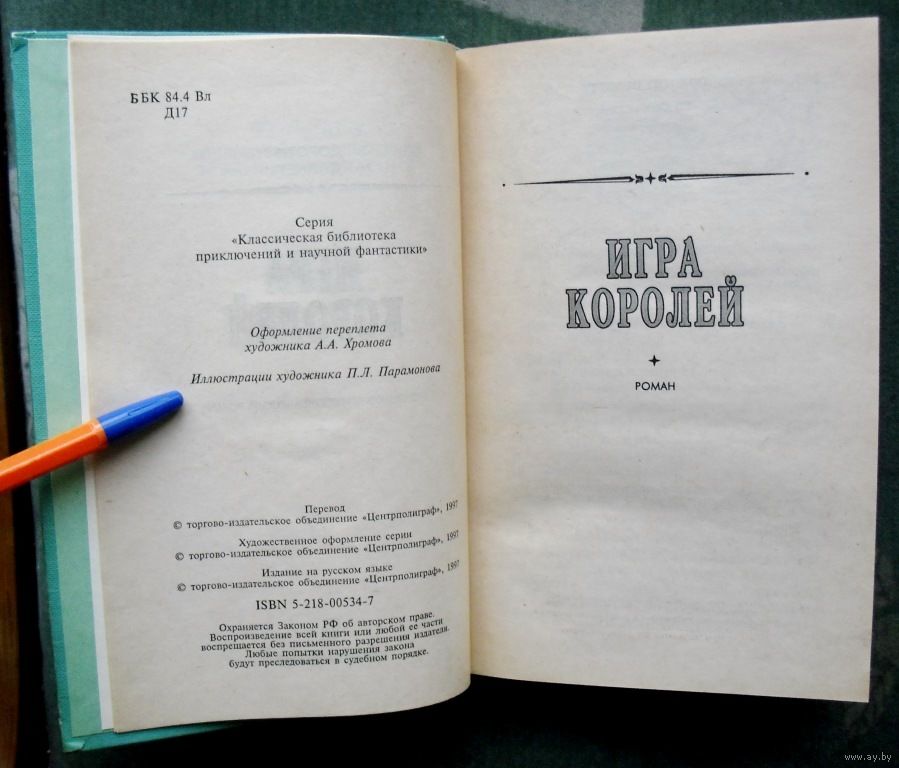 ББК 84.4 Вл
Д17
Серия
«Классическая библиотека
приключений и научной фантастики»
Оформление переплета
художника А.А. Хромова
Иллюстрации художника П.Л. Парамонова
Перевод
© торгово-издательское объединение «Центрполиграф», 1997
Художественное оформление серии
© торгово-издательское объединение «Центрполиграф», 1997
Издание на русском языке
© торгово-издательское объединение «Центрполиграф», 1997
ISBN 5-218-00534-7
Охраняется Законом РФ об авторском праве.
Воспроизведение всей книги или любой ее части
воспрещается без письменного разрешения издателя.
Любые попытки нарушения закона
будут преследоваться в судебном порядке.
ИГРА
КОРОЛЕЙ
РОМАН
www.ay.by